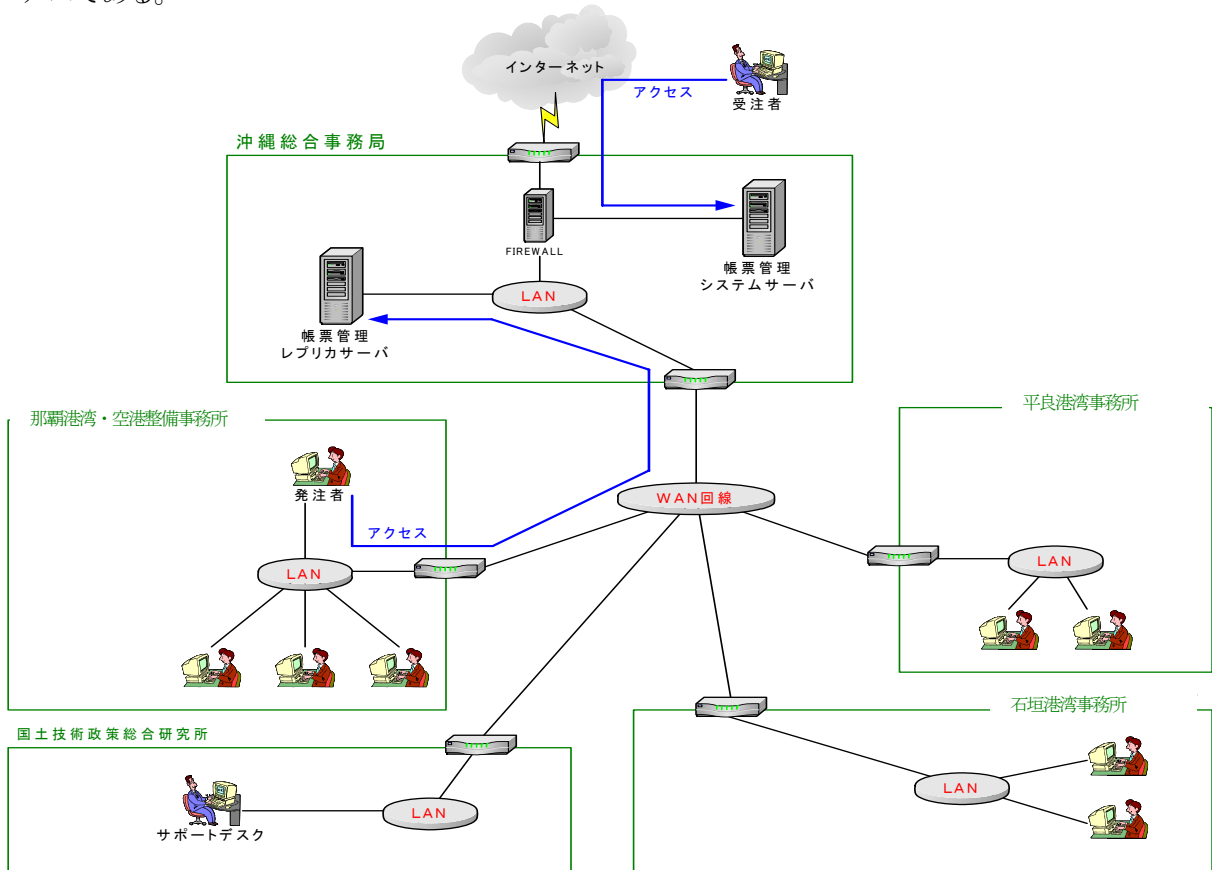 インターネット
アクセス
受注者
沖縄総合事務局
FIREWALL
帳票管理
システムサーバ
LAN
帳票管理
レプリカサーバ
那覇港湾・空港整備事務所
平良港湾事務所
発注者
WAN回線
アクセス
LAN
LAN
石垣港湾事務所
国土技術政策総合研究所
LAN
LAN
サポートデスク